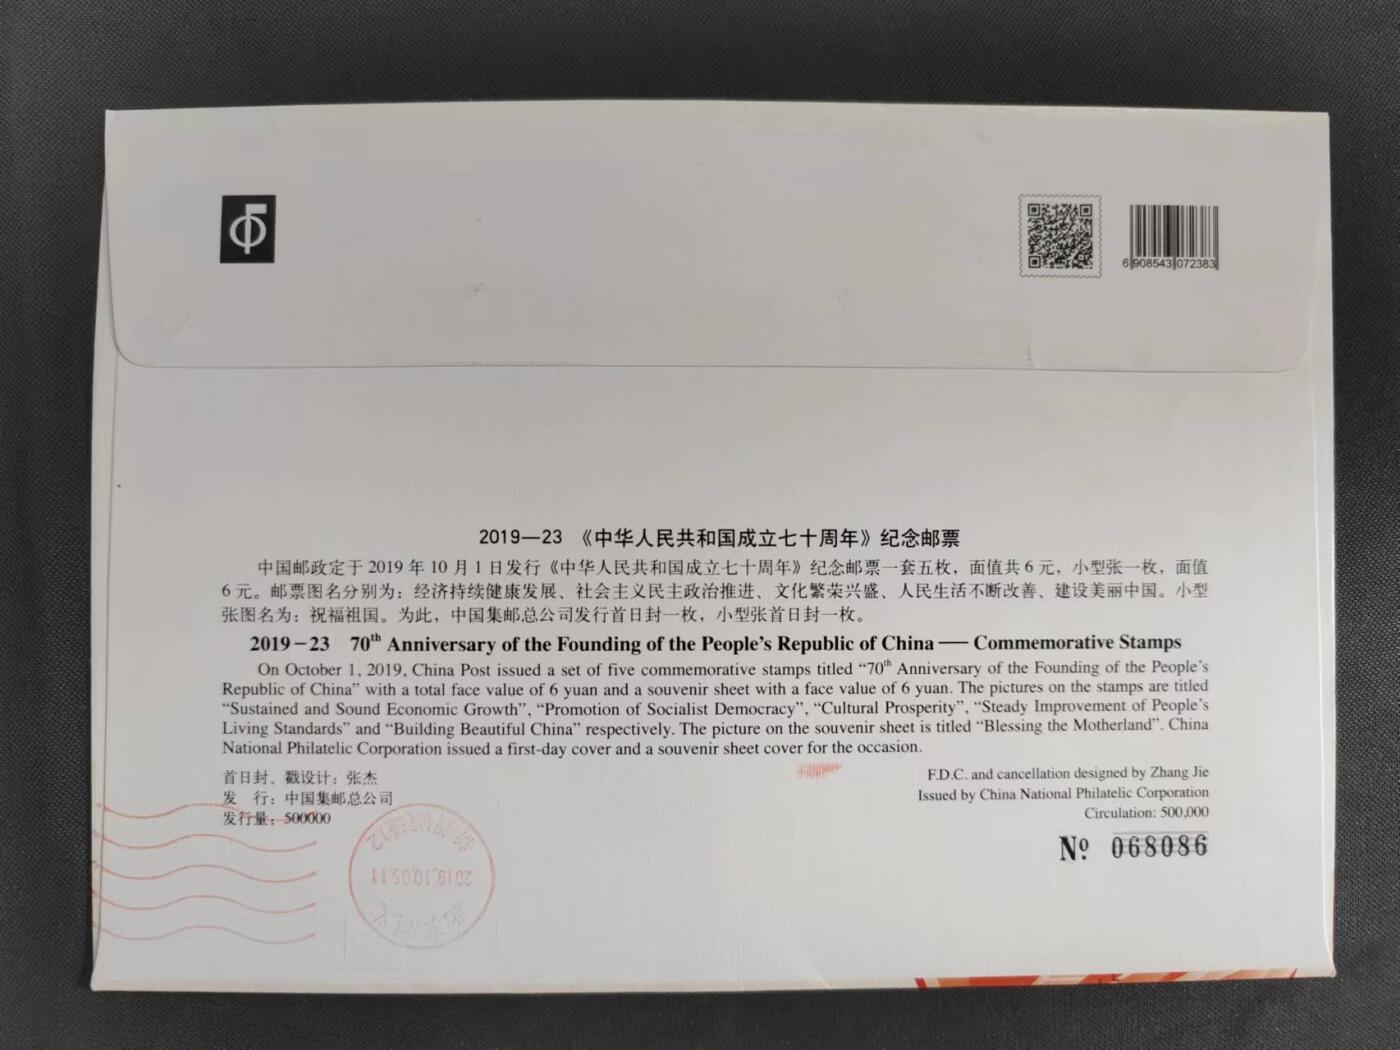 6 908543 072383
2019—23 《中华人民共和国成立七十周年》纪念邮票
中国邮政定于 2019 年 10 月 1 日发行《中华人民共和国成立七十周年》纪念邮票一套五枚，面值共 6 元，小型张一枚，面值
6 元。邮票图名分别为：经济持续健康发展、社会主义民主政治推进、文化繁荣兴盛、人民生活不断改善、建设美丽中国。小型
张图名为：祝福祖国。为此，中国集邮总公司发行首日封一枚，小型张首日封一枚。
2019－23 70th Anniversary of the Founding of the People's Republic of China — Commemorative Stamps
On October 1, 2019, China Post issued a set of five commemorative stamps titled “70th Anniversary of the Founding of the People's
Republic of China” with a total face value of 6 yuan and a souvenir sheet with a face value of 6 yuan. The pictures on the stamps are titled
“Sustained and Sound Economic Growth”, “Promotion of Socialist Democracy”, “Cultural Prosperity”, “Steady Improvement of People's
Living Standards” and “Building Beautiful China” respectively. The picture on the souvenir sheet is titled “Blessing the Motherland”. China
National Philatelic Corporation issued a first-day cover and a souvenir sheet cover for the occasion.
首日封、戳设计：张杰
发 行：中国集邮总公司
发行量：500000
F.D.C. and cancellation designed by Zhang Jie
Issued by China National Philatelic Corporation
Circulation: 500,000
№ 068086
2019.10.05.11